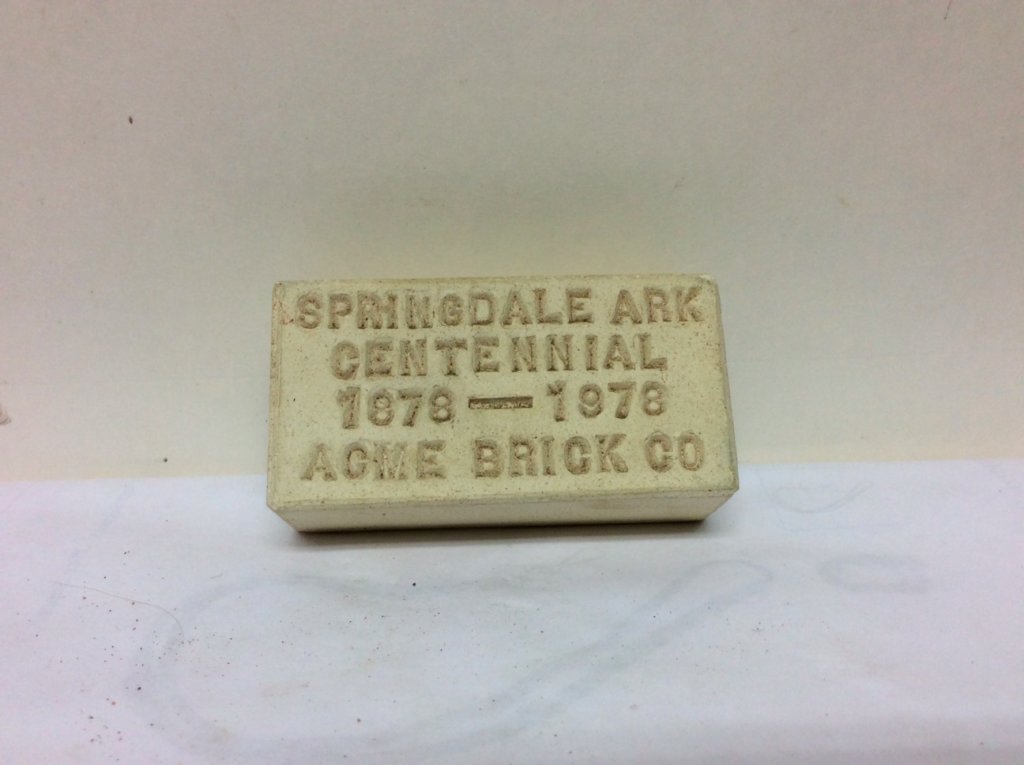 SPRINGDALE ARK
CENTENNIAL
1878 — 1978
ACME BRICK CO